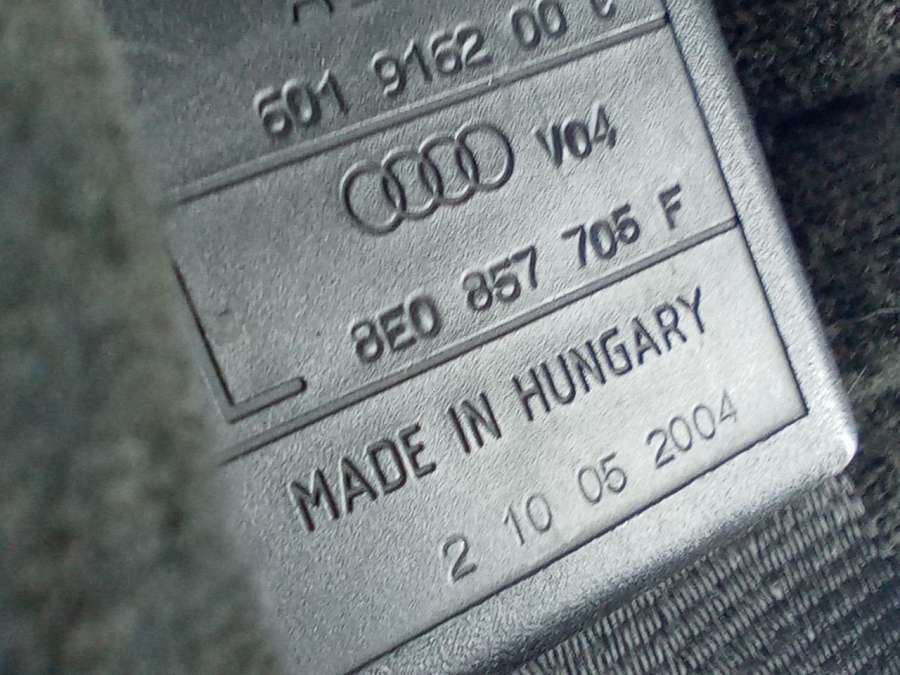 601 9162 00 C
V04
8E0 857 705 F
L
MADE IN HUNGARY
2 10 05 2004